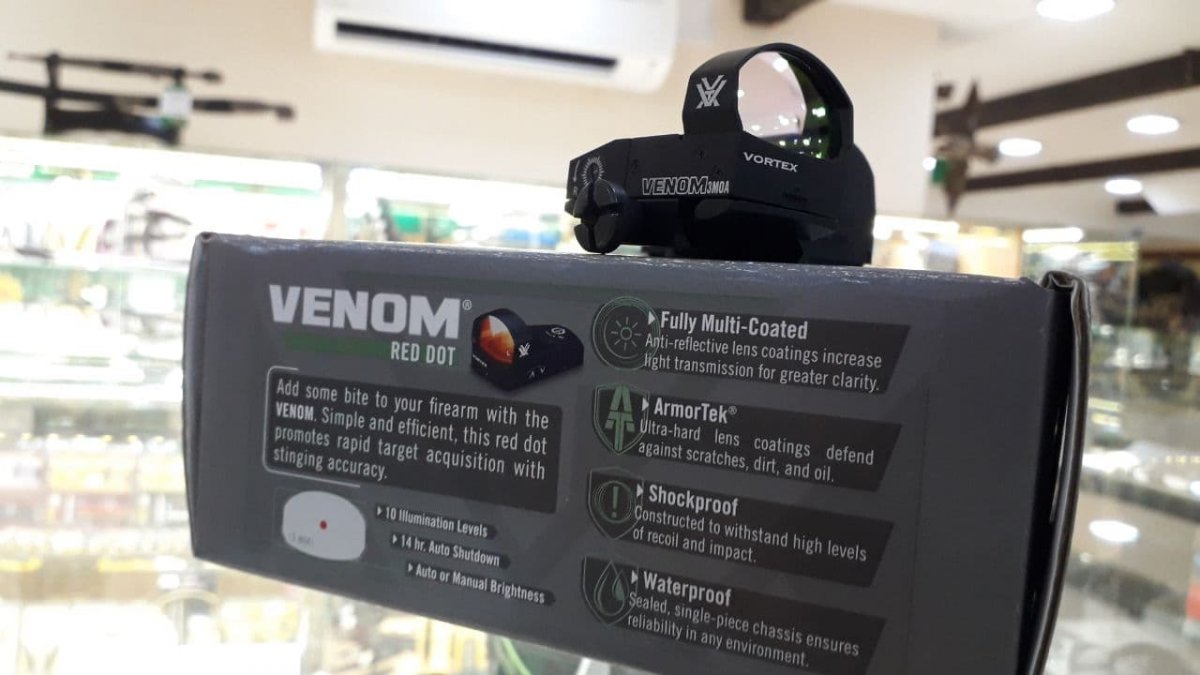 VORTEX
VENOM 3MOA
VENOM®
RED DOT
Add some bite to your firearm with the
VENOM. Simple and efficient, this red dot
promotes rapid target acquisition with
stinging accuracy.
10 Illumination Levels
14 hr. Auto Shutdown
Auto or Manual Brightness
Fully Multi-Coated
Anti-reflective lens coatings increase
light transmission for greater clarity.
ArmorTek®
Ultra-hard lens coatings defend
against scratches, dirt, and oil.
Shockproof
Constructed to withstand high levels
of recoil and impact.
Waterproof
Sealed, single-piece chassis ensures
reliability in any environment.